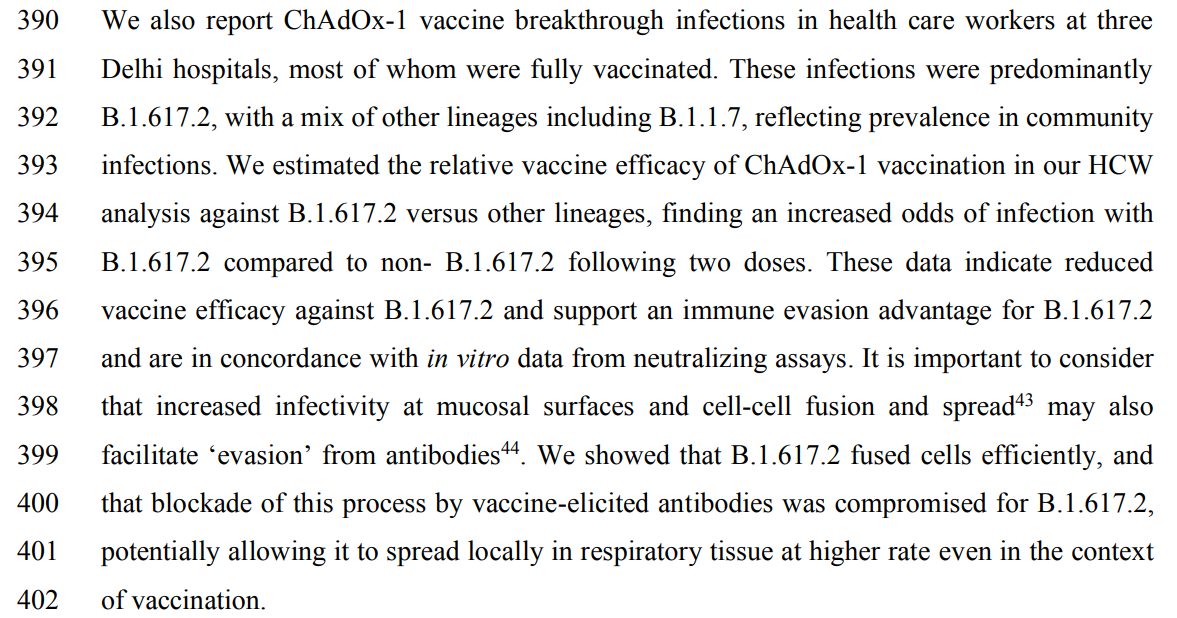 390 We also report ChAdOx-1 vaccine breakthrough infections in health care workers at three
391 Delhi hospitals, most of whom were fully vaccinated. These infections were predominantly
392 B.1.617.2, with a mix of other lineages including B.1.1.7, reflecting prevalence in community
393 infections. We estimated the relative vaccine efficacy of ChAdOx-1 vaccination in our HCW
394 analysis against B.1.617.2 versus other lineages, finding an increased odds of infection with
395 B.1.617.2 compared to non- B.1.617.2 following two doses. These data indicate reduced
396 vaccine efficacy against B.1.617.2 and support an immune evasion advantage for B.1.617.2
397 and are in concordance with in vitro data from neutralizing assays. It is important to consider
398 that increased infectivity at mucosal surfaces and cell-cell fusion and spread⁴³ may also
399 facilitate ‘evasion’ from antibodies⁴⁴. We showed that B.1.617.2 fused cells efficiently, and
400 that blockade of this process by vaccine-elicited antibodies was compromised for B.1.617.2,
401 potentially allowing it to spread locally in respiratory tissue at higher rate even in the context
402 of vaccination.